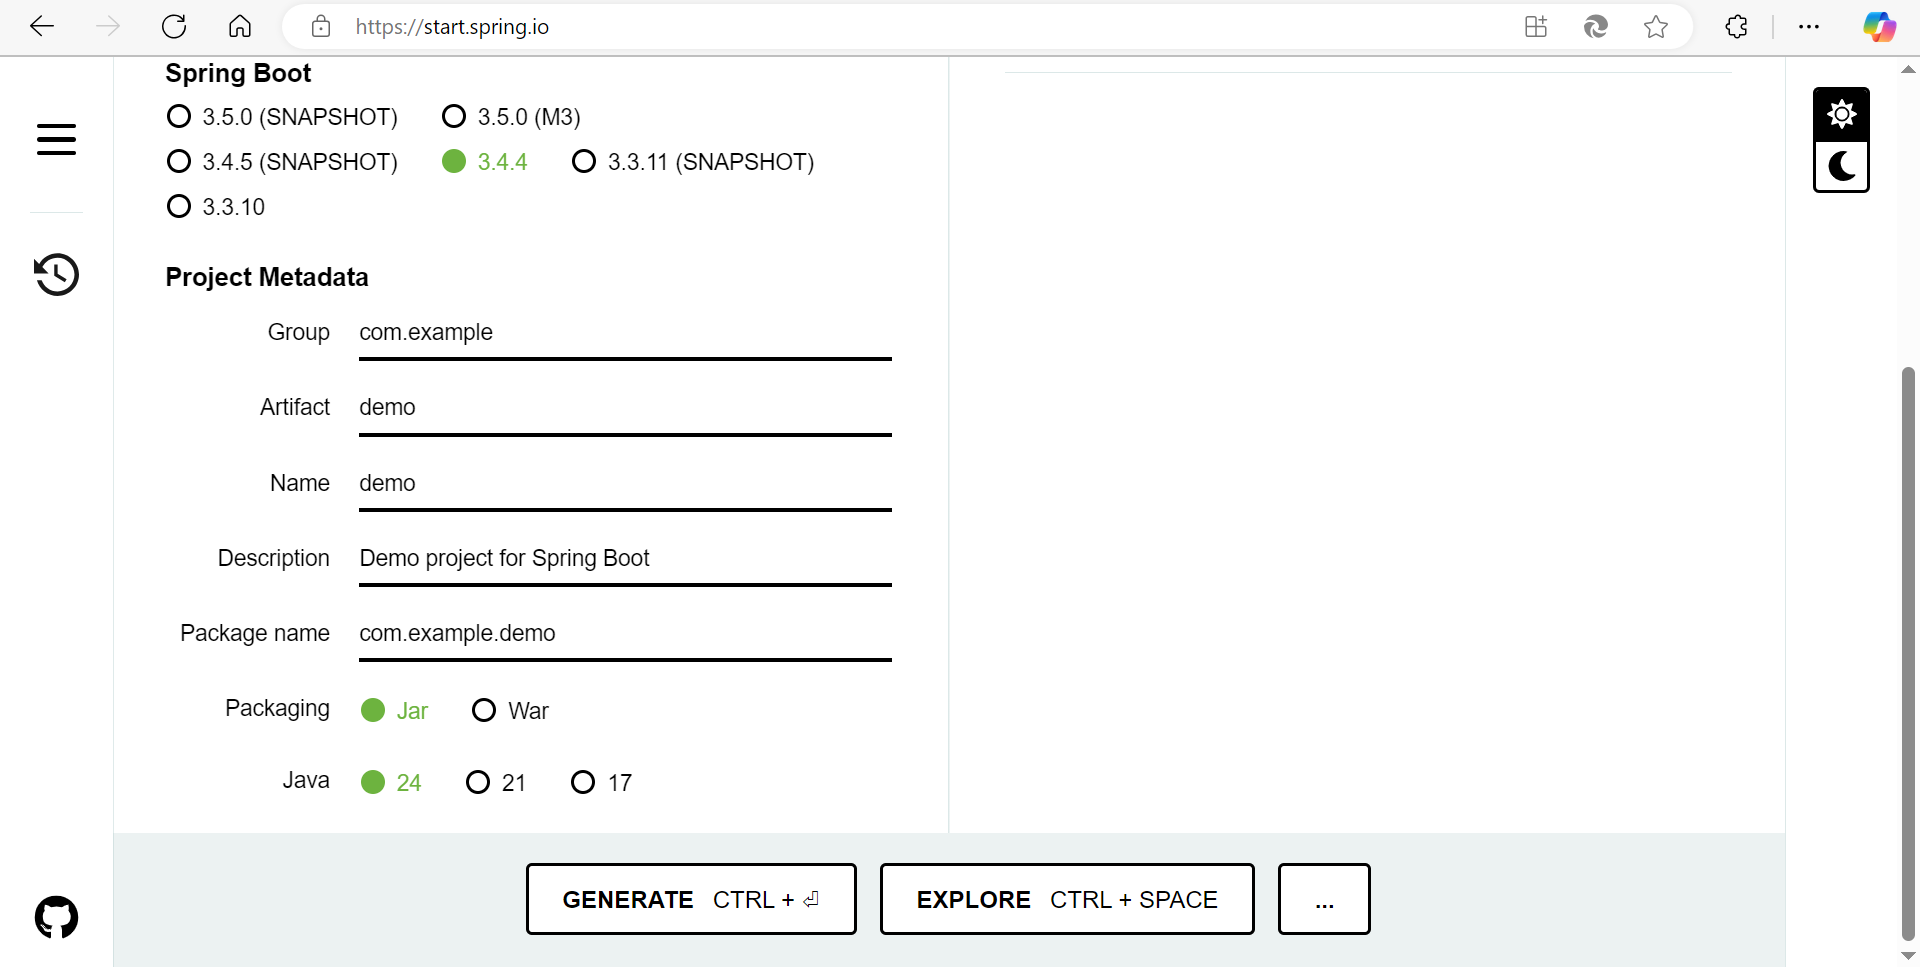 https://start.spring.io
Spring Boot
3.5.0 (SNAPSHOT) 3.5.0 (M3)
3.4.5 (SNAPSHOT) 3.4.4 3.3.11 (SNAPSHOT)
3.3.10
Project Metadata
Group com.example
Artifact demo
Name demo
Description Demo project for Spring Boot
Package name com.example.demo
Packaging Jar War
Java 24 21 17
GENERATE CTRL + ⏎ EXPLORE CTRL + SPACE ...